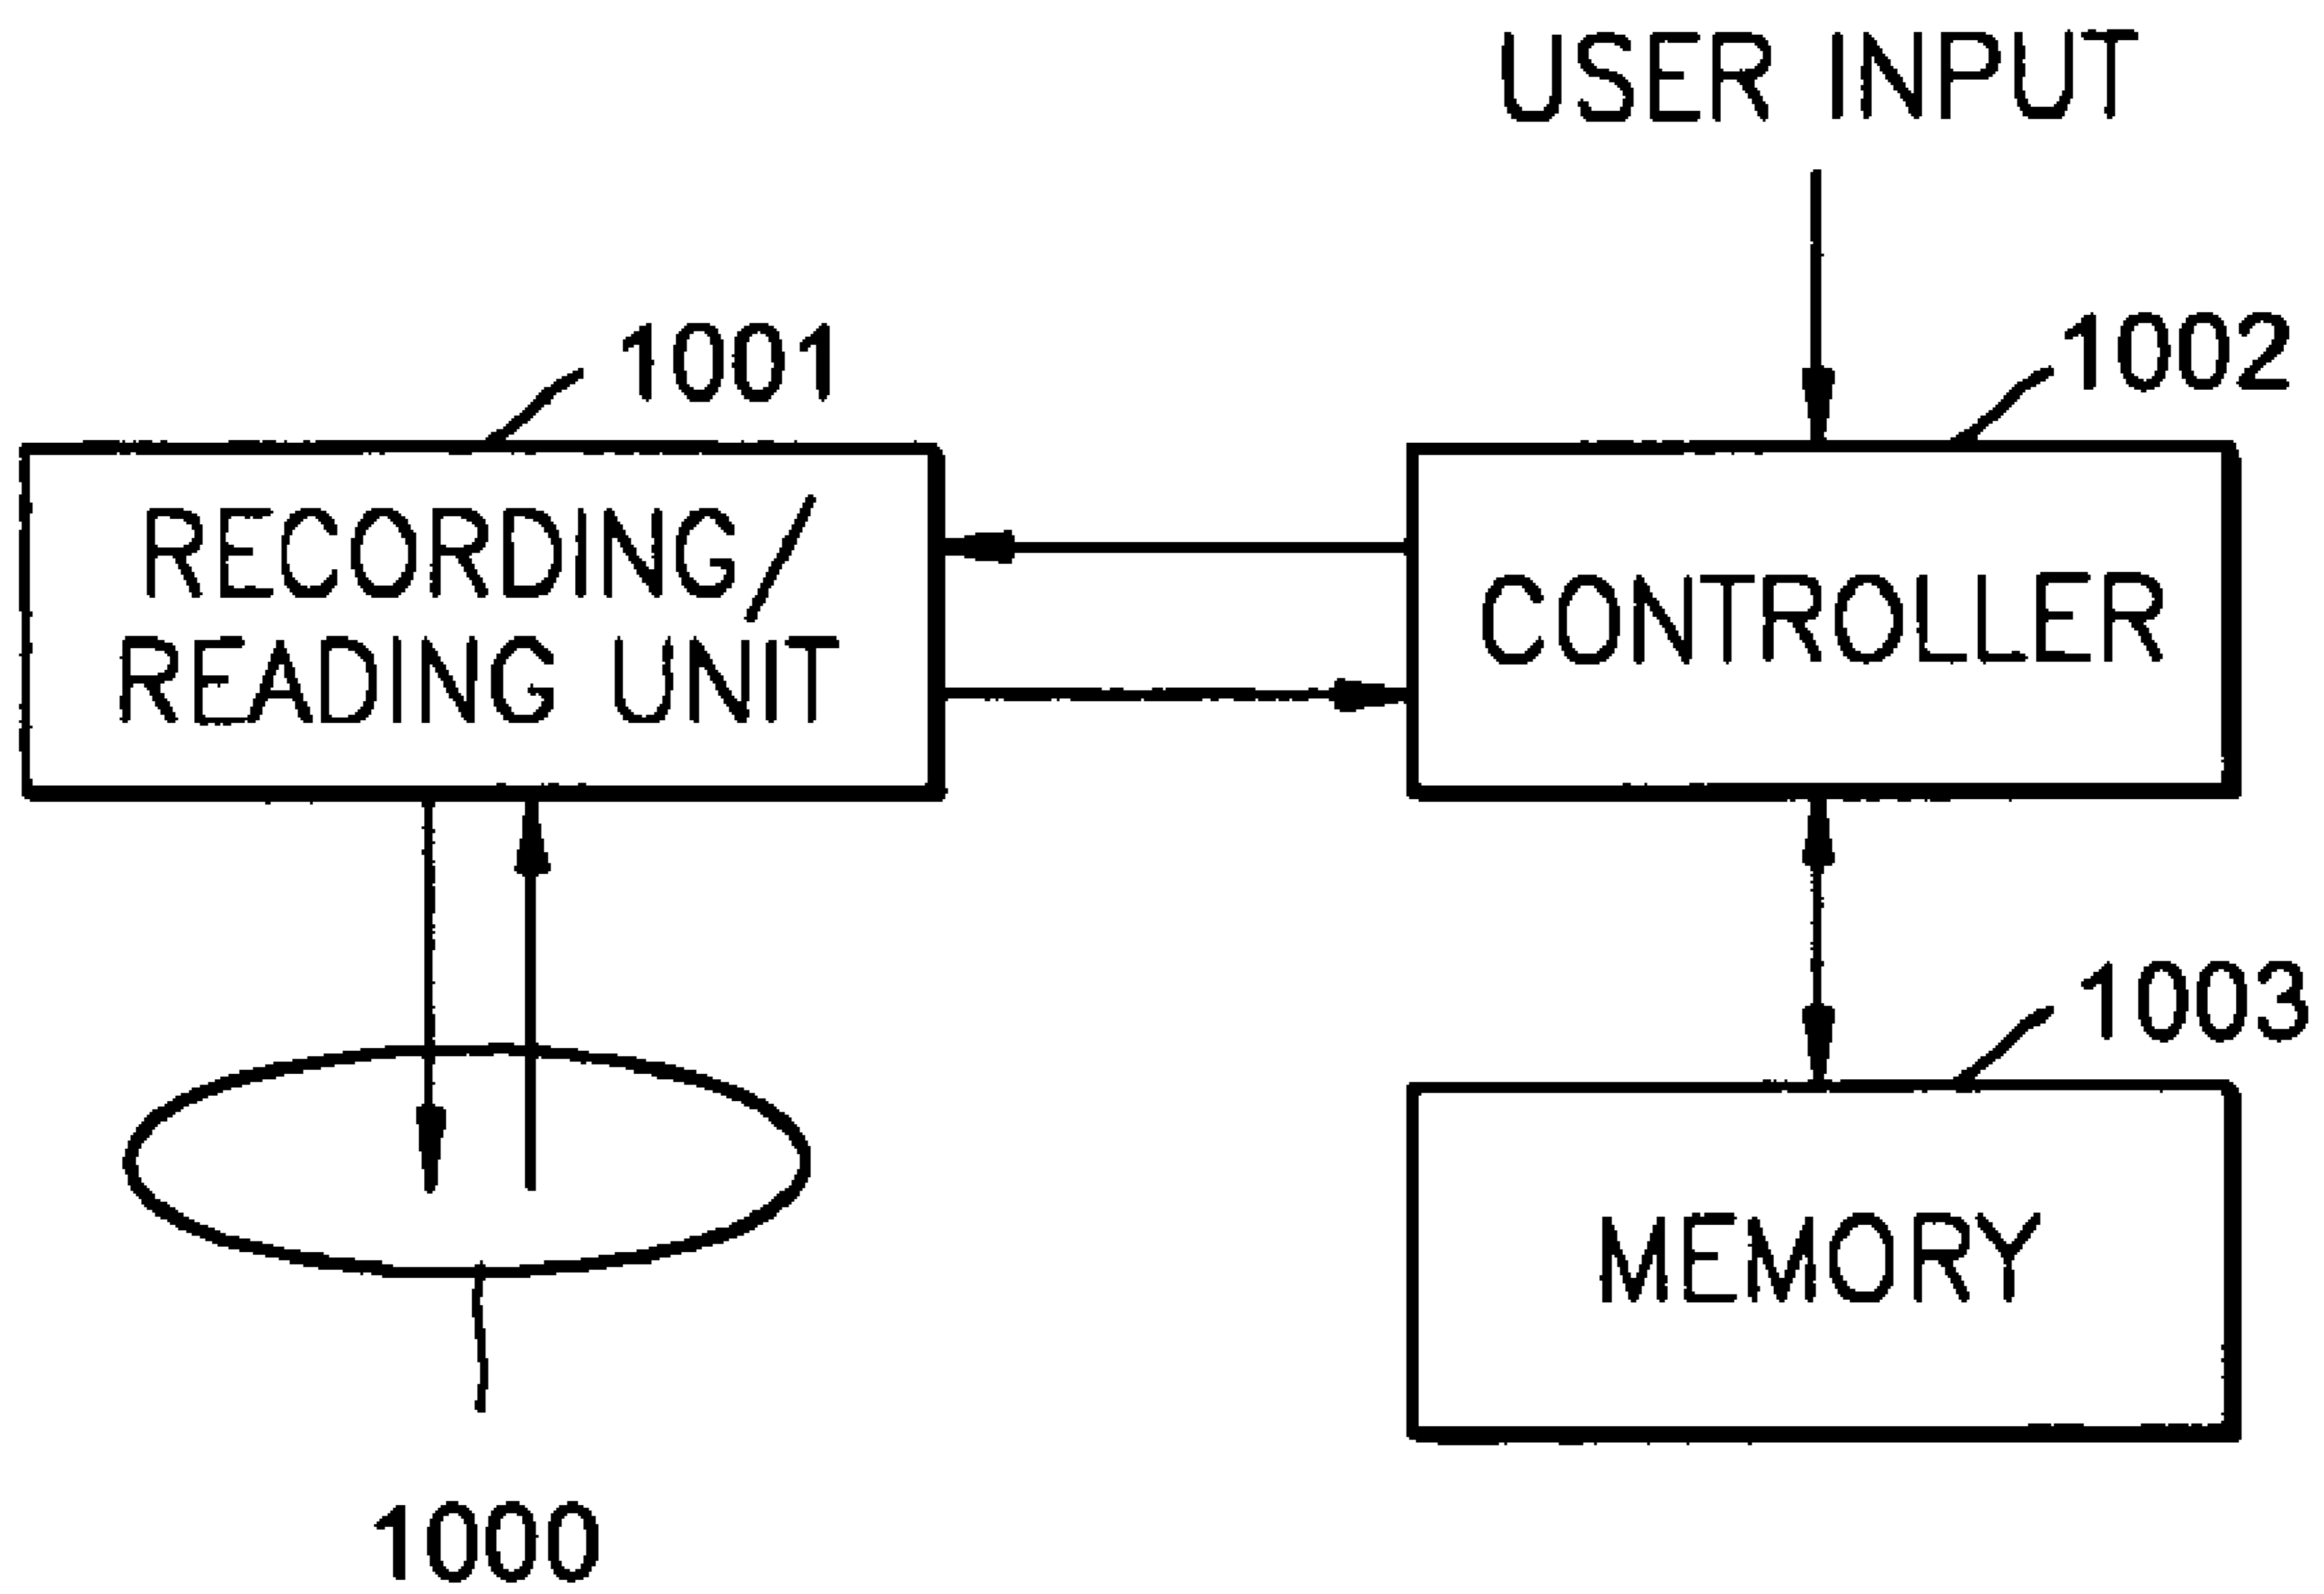 USER INPUT
1001
1002
RECORDING/
READING UNIT
CONTROLLER
1003
MEMORY
1000